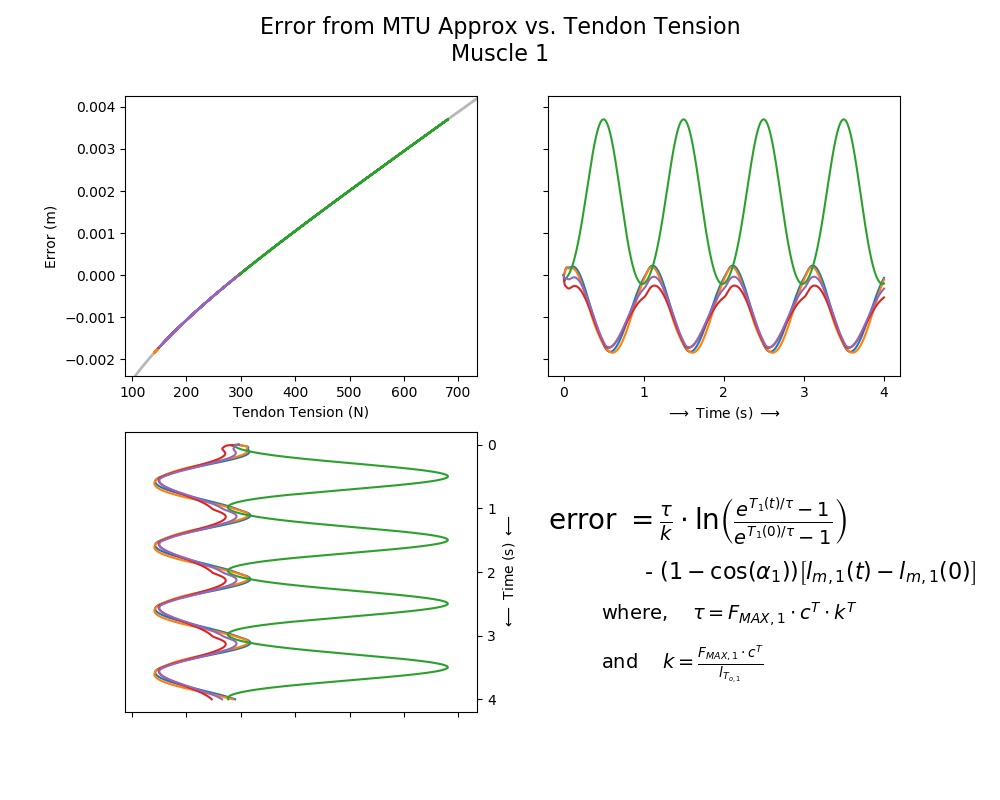 Error from MTU Approx vs. Tendon Tension
Muscle 1
Error (m)
0.004
0.003
0.002
0.001
0.000
−0.001
−0.002
100 200 300 400 500 600 700
Tendon Tension (N)
0 1 2 3 4
⟶ Time (s) ⟶
0
1
2
3
4
⟵ Time (s) ⟵
error = τ/k · ln((e^{T₁(t)/τ} − 1)/(e^{T₁(0)/τ} − 1))
- (1 − cos(α₁))[l_{m,1}(t) − l_{m,1}(0)]
where, τ = F_{MAX,1} · c^T · k^T
and k = F_{MAX,1} · c^T / l_{T_{o,1}}